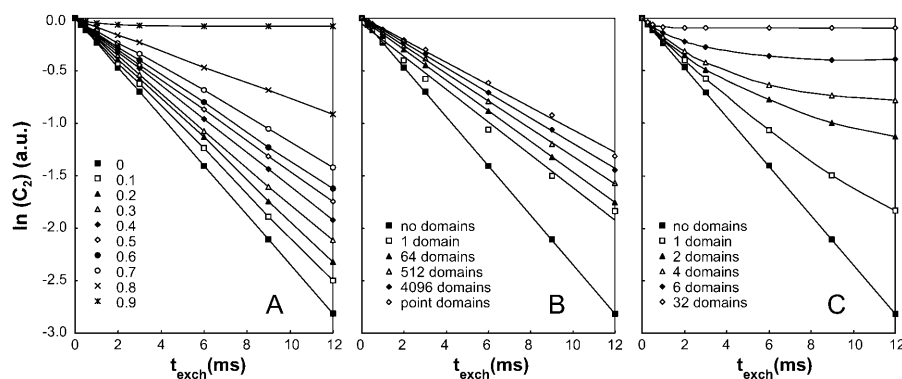 ln (C2) (a.u.)
0.0
-0.5
-1.0
-1.5
-2.0
-2.5
-3.0
0
0.1
0.2
0.3
0.4
0.5
0.6
0.7
0.8
0.9
A
0 2 4 6 8 10 12
texch(ms)
no domains
1 domain
64 domains
512 domains
4096 domains
point domains
B
0 2 4 6 8 10 12
texch(ms)
no domains
1 domain
2 domains
4 domains
6 domains
32 domains
C
0 2 4 6 8 10 12
texch(ms)